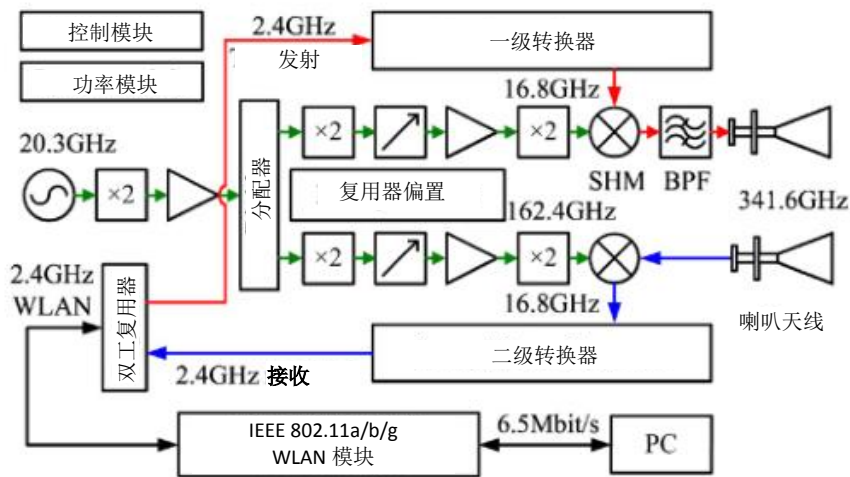 控制模块
功率模块
2.4GHz
发射
一级转换器
16.8GHz
20.3GHz
×2
分配器
×2
×2
SHM
BPF
复用器偏置
162.4GHz
341.6GHz
×2
×2
16.8GHz
喇叭天线
2.4GHz
WLAN
双工复用器
二级转换器
2.4GHz 接收
IEEE 802.11a/b/g
WLAN 模块
6.5Mbit/s
PC